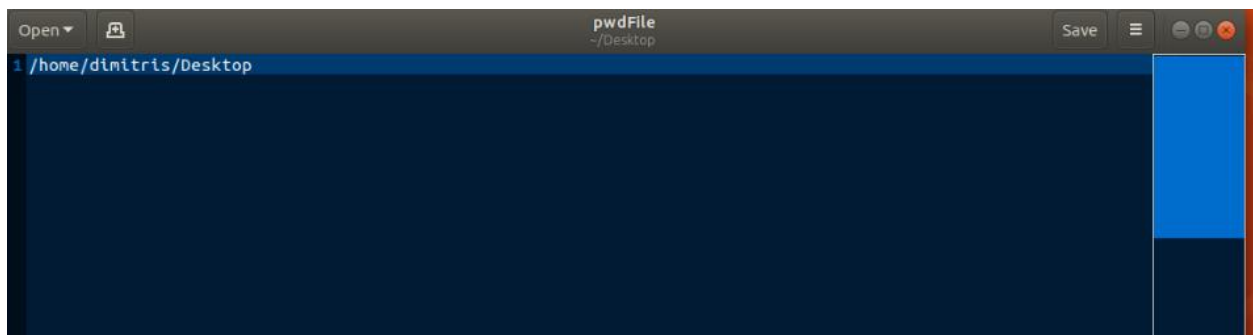 Open
pwdFile
~/Desktop
Save
1 /home/dimitris/Desktop